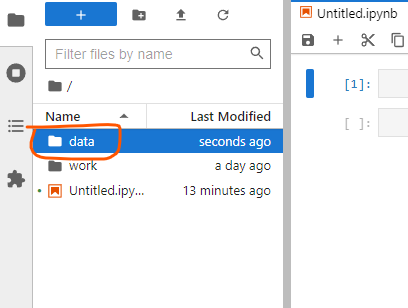 Untitled.ipynb
Filter files by name
/
[1]:
Name
Last Modified
[ ]:
data
seconds ago
work
a day ago
Untitled.ipy...
13 minutes ago